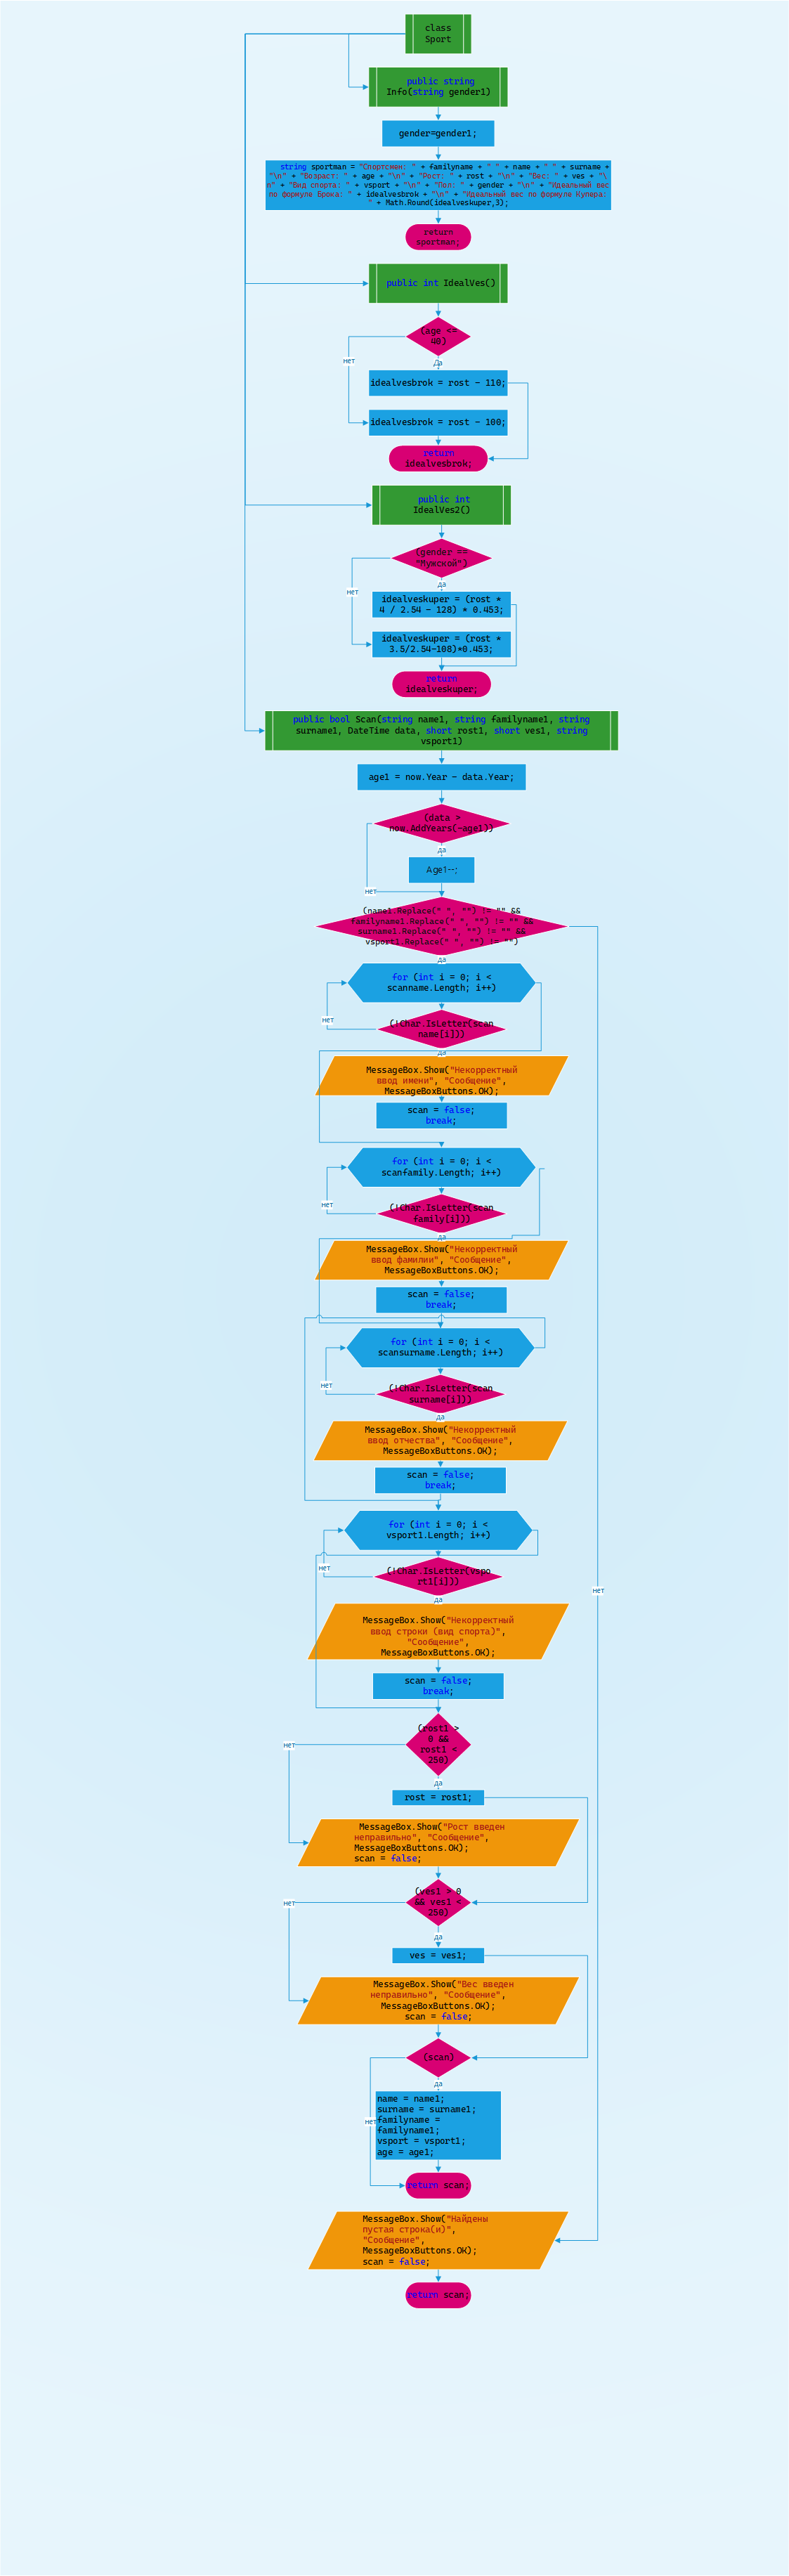 class
Sport
public string
Info(string gender1)
gender=gender1;
string sportman = "Спортсмен: " + familyname + " " + name + " " + surname +
"\n" + "Возраст: " + age + "\n" + "Рост: " + rost + "\n" + "Вес: " + ves + "\
n" + "Вид спорта: " + vsport + "\n" + "Пол: " + gender + "\n" + "Идеальный вес
по формуле Брока: " + idealvesbrok + "\n" + "Идеальный вес по формуле Купера:
" + Math.Round(idealveskuper,3);
return
sportman;
public int IdealVes()
(age <=
40)
нет
Да
idealvesbrok = rost - 110;
idealvesbrok = rost - 100;
return
idealvesbrok;
public int
IdealVes2()
(gender ==
"Мужской")
да
нет
idealveskuper = (rost *
4 / 2.54 - 128) * 0.453;
idealveskuper = (rost *
3.5/2.54-108)*0.453;
return
idealveskuper;
public bool Scan(string name1, string familyname1, string
surname1, DateTime data, short rost1, short ves1, string
vsport1)
age1 = now.Year - data.Year;
(data >
now.AddYears(-age1))
да
Age1--;
нет
(name1.Replace(" ", "") != "" &&
familyname1.Replace(" ", "") != "" &&
surname1.Replace(" ", "") != "" &&
vsport1.Replace(" ", "") != "")
да
for (int i = 0; i <
scanname.Length; i++)
нет
(!Char.IsLetter(scan
name[i]))
да
MessageBox.Show("Некорректный
ввод имени", "Сообщение",
MessageBoxButtons.OK);
scan = false;
break;
for (int i = 0; i <
scanfamily.Length; i++)
нет
(!Char.IsLetter(scan
family[i]))
да
MessageBox.Show("Некорректный
ввод фамилии", "Сообщение",
MessageBoxButtons.OK);
scan = false;
break;
for (int i = 0; i <
scansurname.Length; i++)
нет
(!Char.IsLetter(scan
surname[i]))
да
MessageBox.Show("Некорректный
ввод отчества", "Сообщение",
MessageBoxButtons.OK);
scan = false;
break;
for (int i = 0; i <
vsport1.Length; i++)
нет
(!Char.IsLetter(vspo
rt1[i]))
нет
да
MessageBox.Show("Некорректный
ввод строки (вид спорта)",
"Сообщение",
MessageBoxButtons.OK);
scan = false;
break;
(rost1 >
0 &&
rost1 <
250)
нет
да
rost = rost1;
MessageBox.Show("Рост введен
неправильно", "Сообщение",
MessageBoxButtons.OK);
scan = false;
(ves1 > 0
&& ves1 <
250)
нет
да
ves = ves1;
MessageBox.Show("Вес введен
неправильно", "Сообщение",
MessageBoxButtons.OK);
scan = false;
(scan)
да
name = name1;
surname = surname1;
familyname =
familyname1;
vsport = vsport1;
age = age1;
нет
return scan;
MessageBox.Show("Найдены
пустая строка(и)",
"Сообщение",
MessageBoxButtons.OK);
scan = false;
return scan;